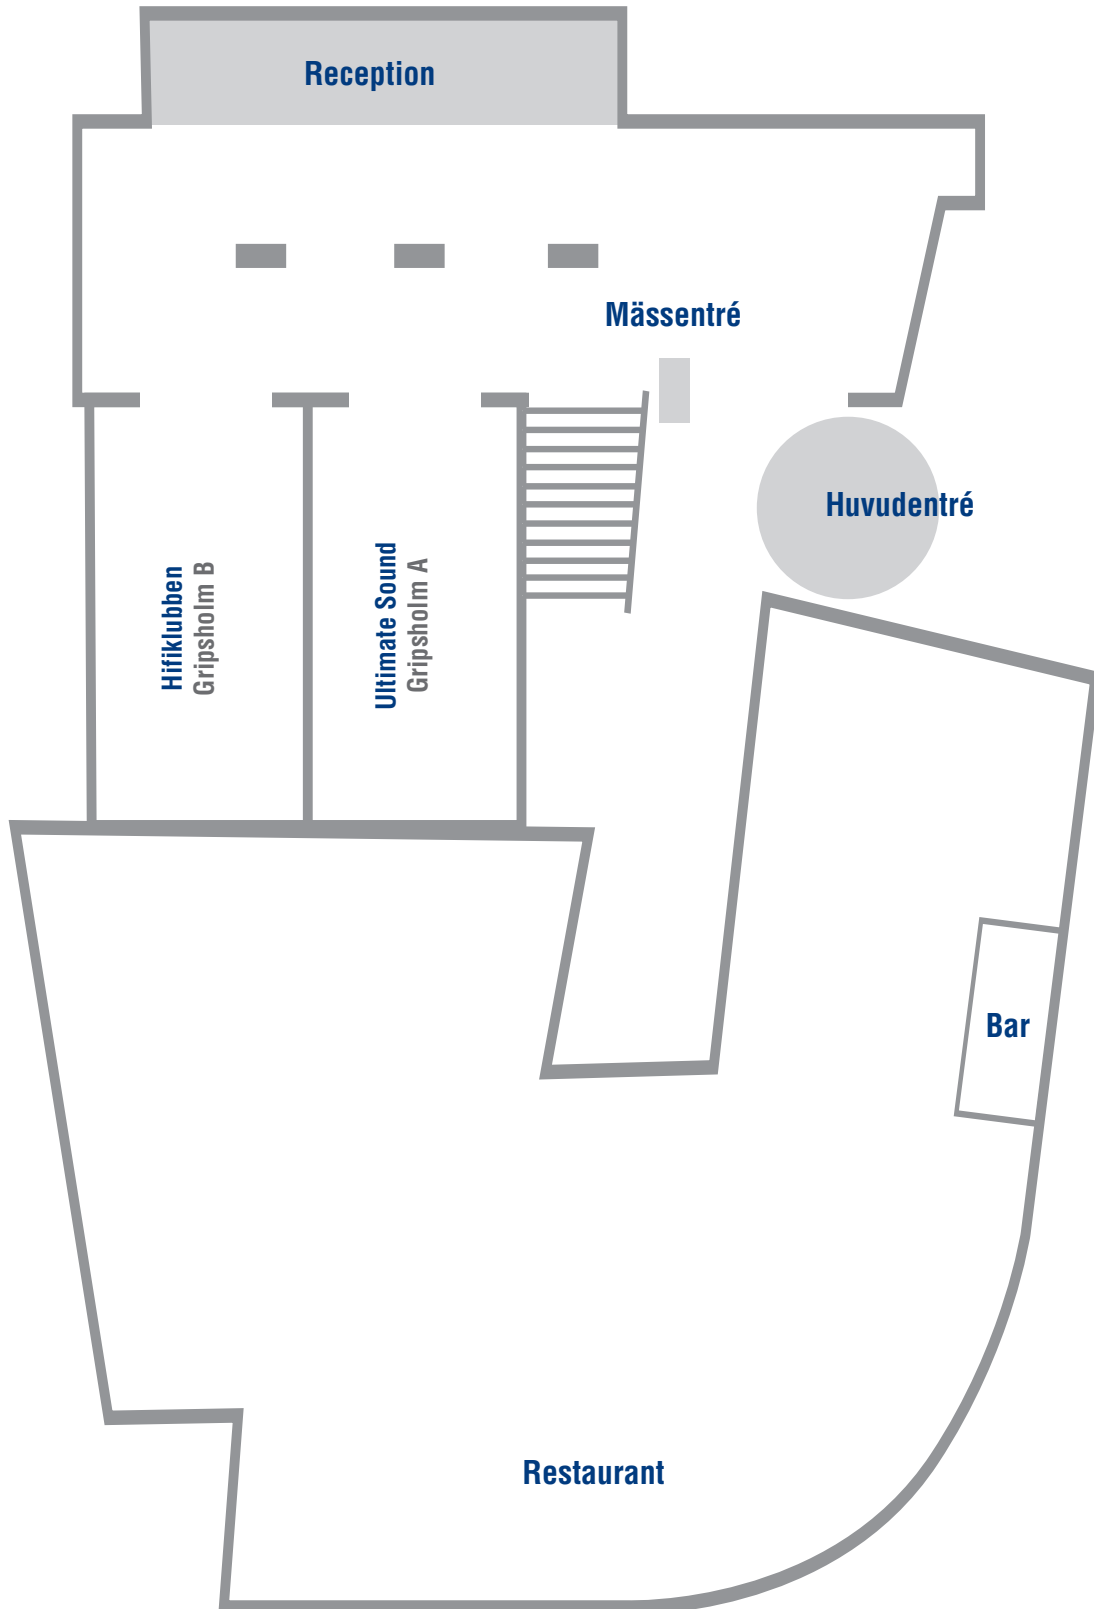 Reception
Mässentré
Huvudentré
Hifiklubben
Gripsholm B
Ultimate Sound
Gripsholm A
Bar
Restaurant